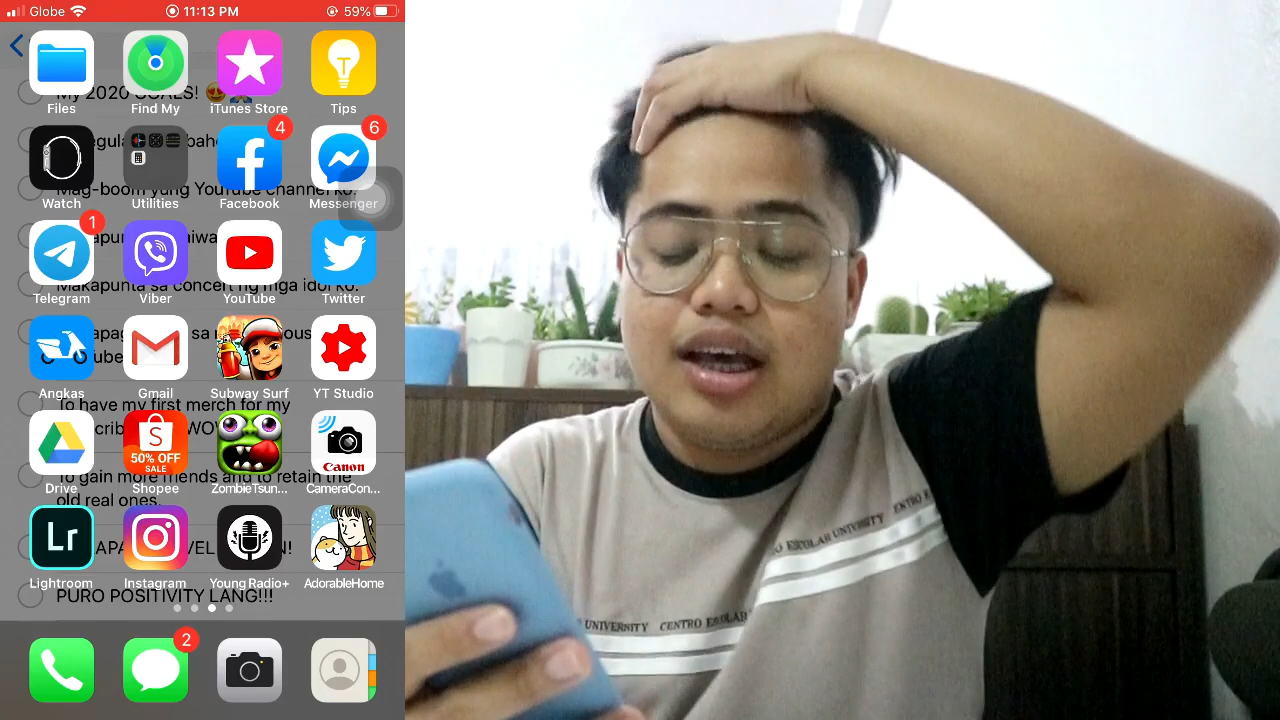 Globe 11:13 PM 59%
My 2020 GOALS! 😍
Files Find My iTunes Store Tips
4 6
Mag-boom yung YouTube channel ko.
Watch Utilities Facebook Messenger
1
Telegram Viber YouTube Twitter
Makapunta sa concert ng mga idol ko.
Angkas Gmail Subway Surf YT Studio
To have my first merch for my
50% OFF
SALE
Canon
To gain more friends and to retain the
Drive Shopee ZombieTsun... CameraCon...
old real ones.
Lr
Lightroom Instagram Young Radio+ AdorableHome
PURO POSITIVITY LANG!!!
2
CENTRO ESCOLAR UNIVERSITY CENTRO E
UNIVERSITY CENTRO ESCOLAR